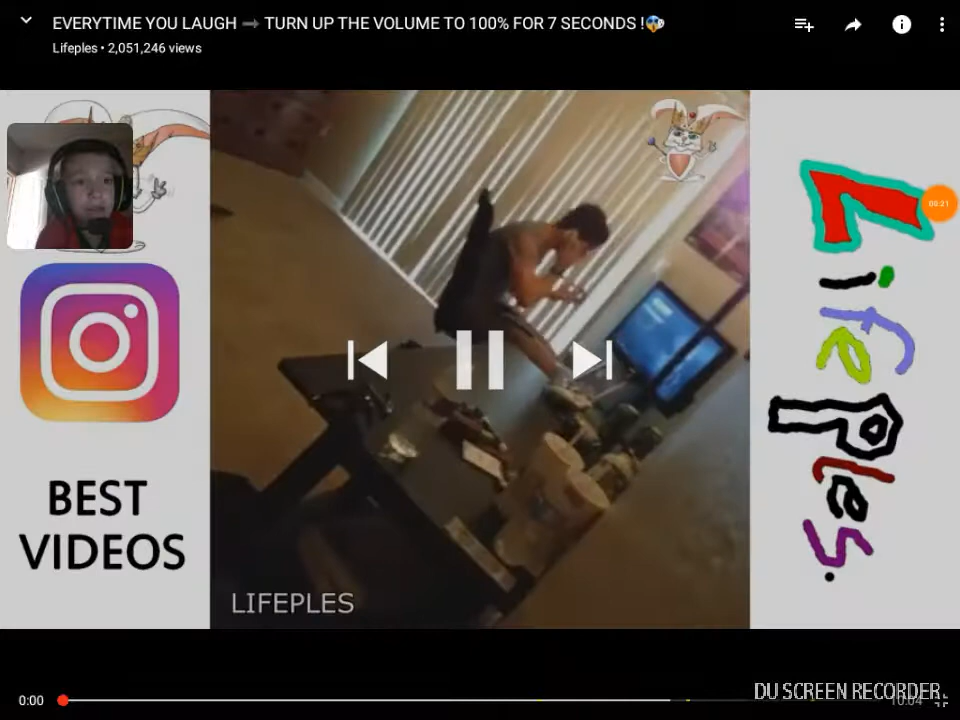 EVERYTIME YOU LAUGH ➡ TURN UP THE VOLUME TO 100% FOR 7 SECONDS !😱
Lifeples • 2,051,246 views
00:21
Lifeples.
BEST
VIDEOS
LIFEPLES
DU SCREEN RECORDER
0:00
10:04